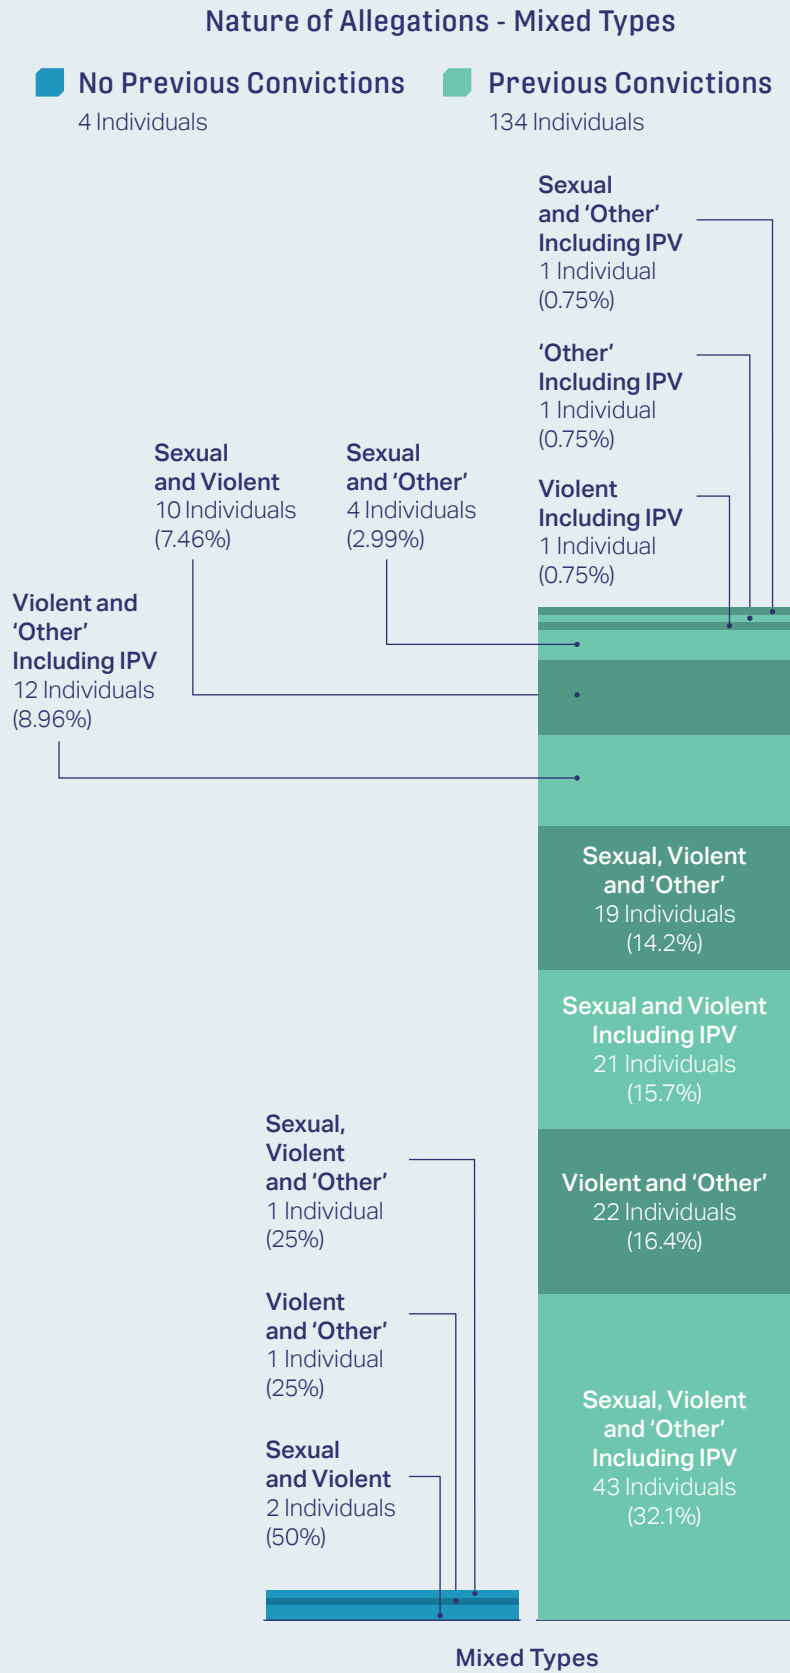 Nature of Allegations - Mixed Types
No Previous Convictions
4 Individuals
Previous Convictions
134 Individuals
Sexual
and ‘Other’
Including IPV
1 Individual
(0.75%)
‘Other’
Including IPV
1 Individual
(0.75%)
Violent
Including IPV
1 Individual
(0.75%)
Sexual
and ‘Other’
4 Individuals
(2.99%)
Sexual
and Violent
10 Individuals
(7.46%)
Violent and
‘Other’
Including IPV
12 Individuals
(8.96%)
Sexual, Violent
and ‘Other’
19 Individuals
(14.2%)
Sexual and Violent
Including IPV
21 Individuals
(15.7%)
Violent and ‘Other’
22 Individuals
(16.4%)
Sexual, Violent
and ‘Other’
Including IPV
43 Individuals
(32.1%)
Sexual,
Violent
and ‘Other’
1 Individual
(25%)
Violent
and ‘Other’
1 Individual
(25%)
Sexual
and Violent
2 Individuals
(50%)
Mixed Types